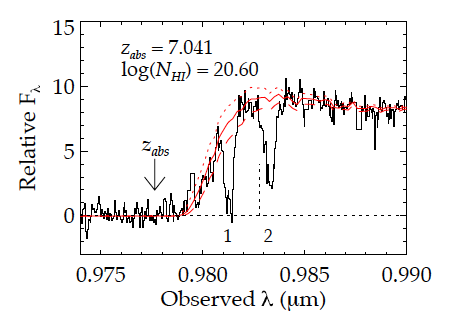 15
z_abs = 7.041
log(N_HI) = 20.60
10
Relative F_λ
z_abs
5
0
1 2
0.975 0.980 0.985 0.990
Observed λ (μm)